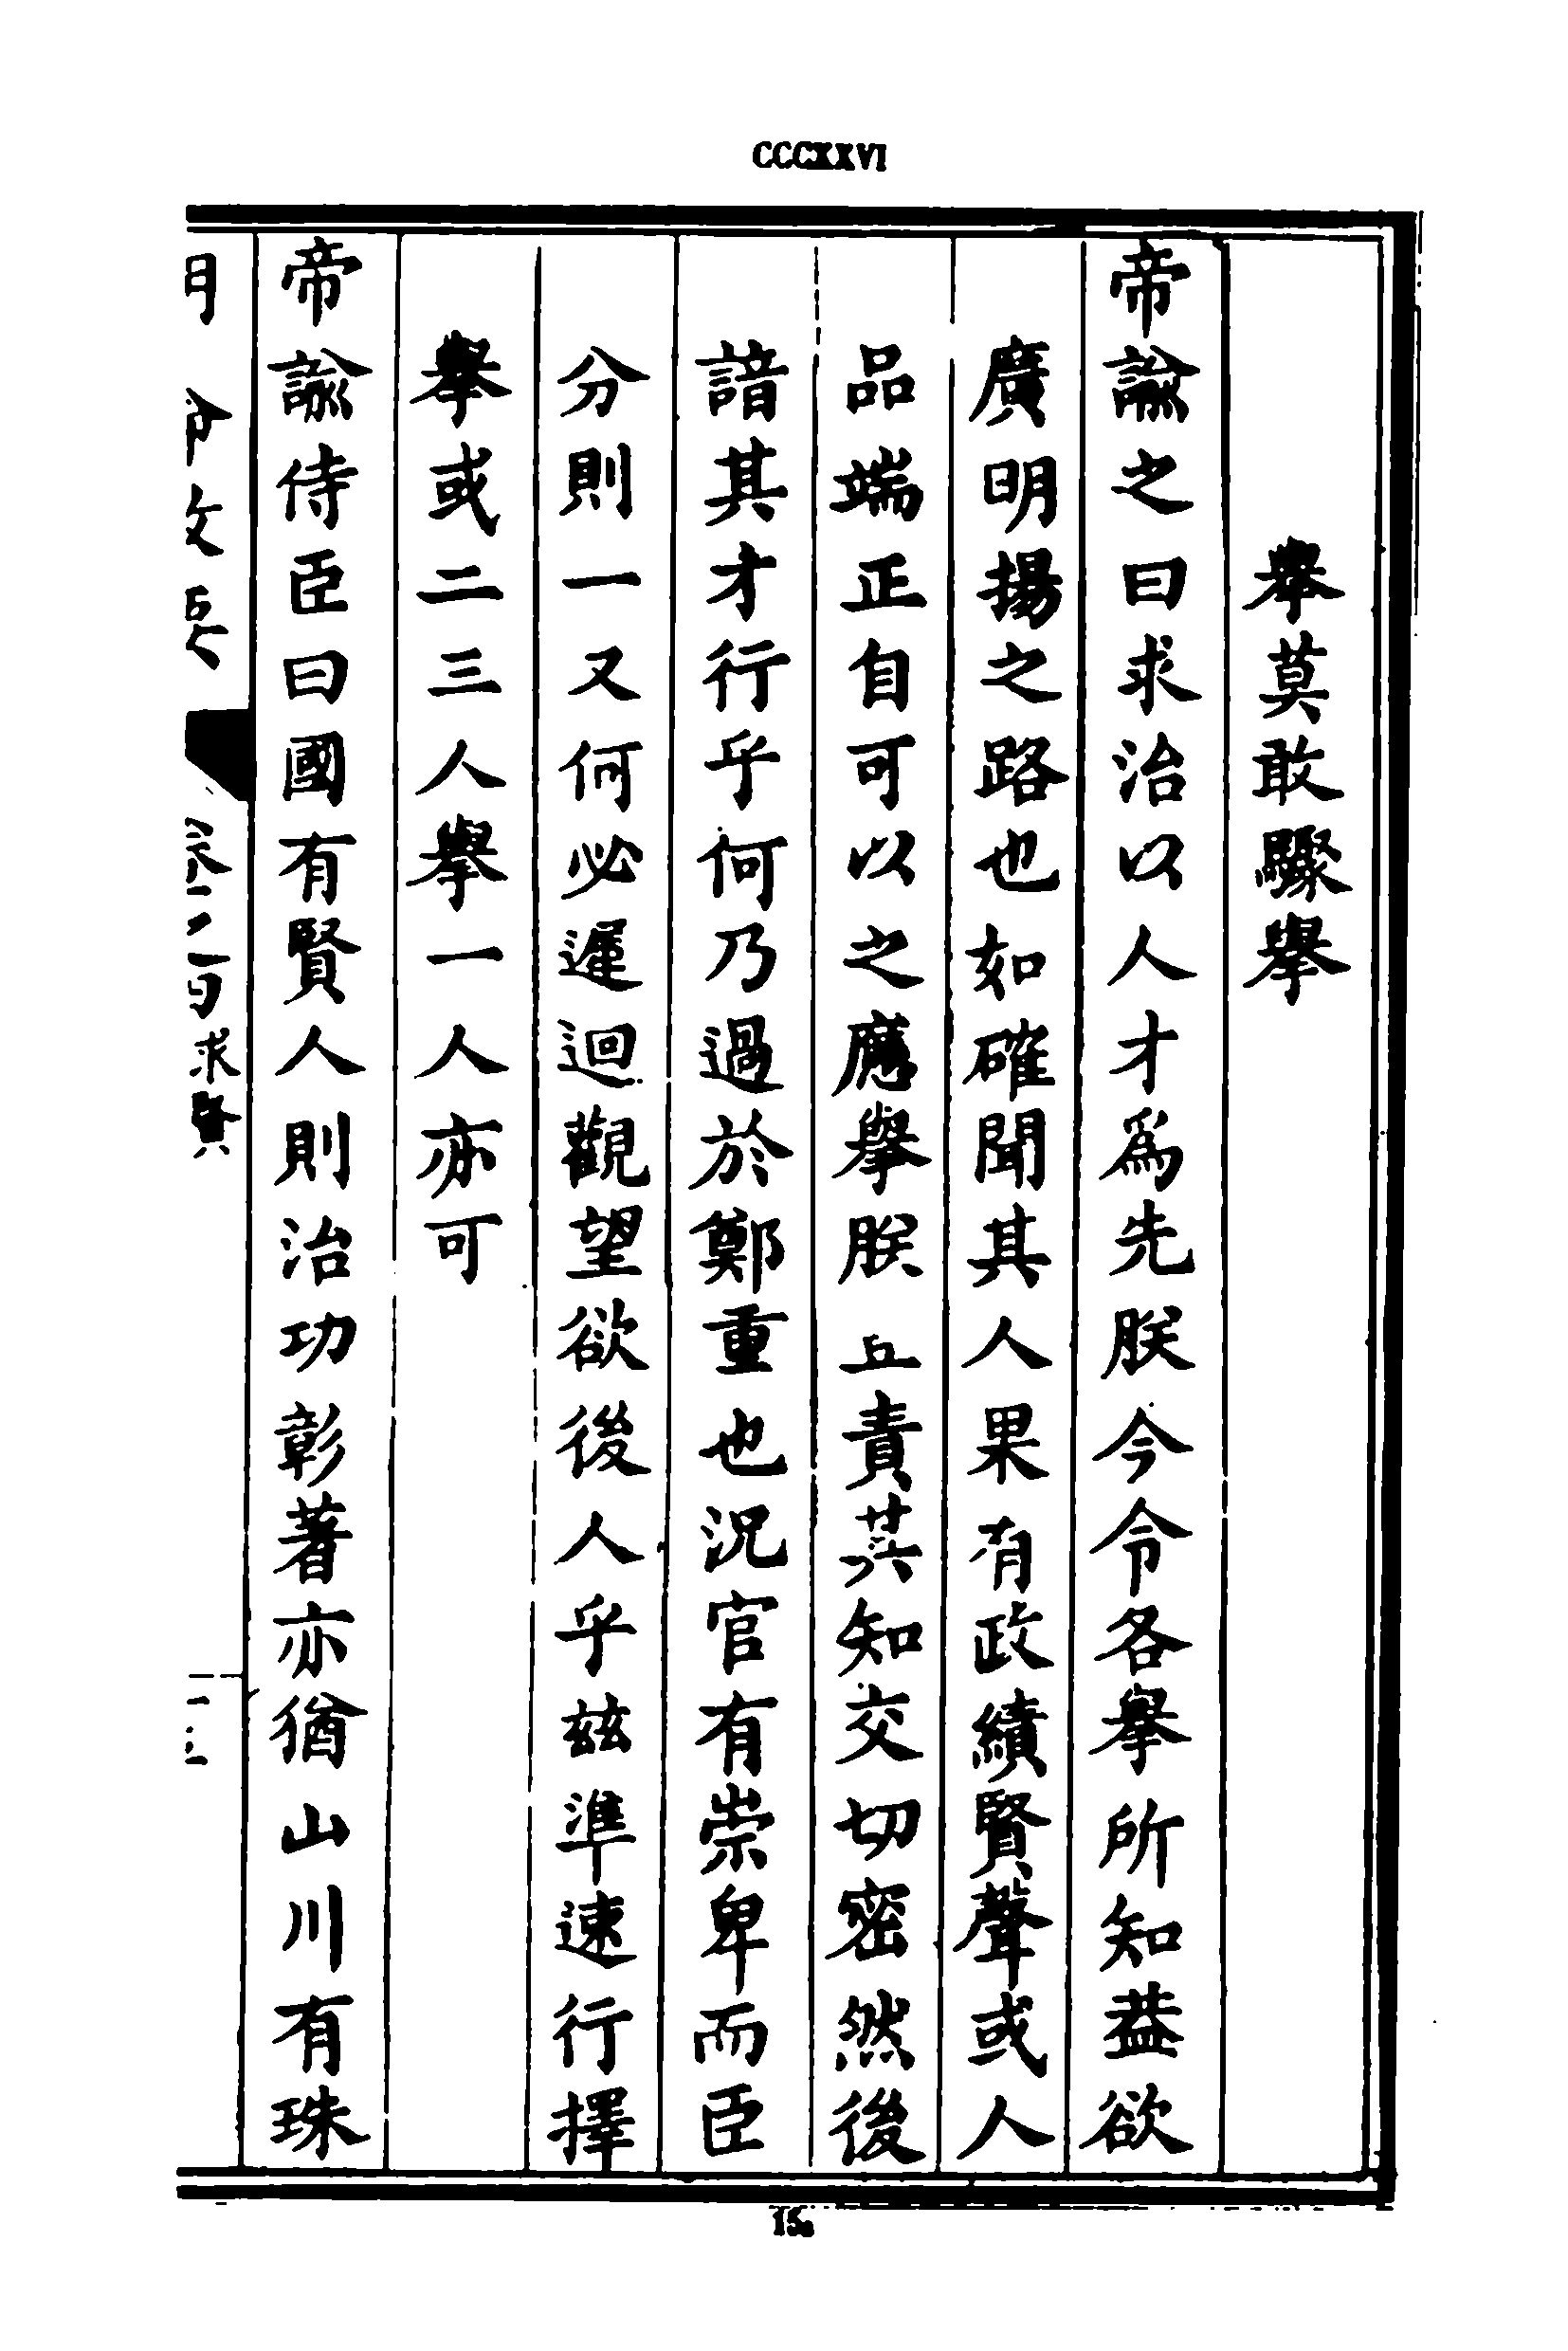 CCCXXVI
舉莫敢驟舉
帝諭之曰求治以人才爲先朕今令各舉所知葢欲
廣明揚之路也如確聞其人果有政績賢聲或人
品端正自可以之應舉朕 責其知交切密然後
諳其才行乎何乃過於鄭重也況官有崇卑而臣
分則一又何必遲迴觀望欲後人乎兹準速行擇
舉或二三人舉一人亦可
帝諭侍臣曰國有賢人則治功彰著亦猶山川有珠
求賢
15a